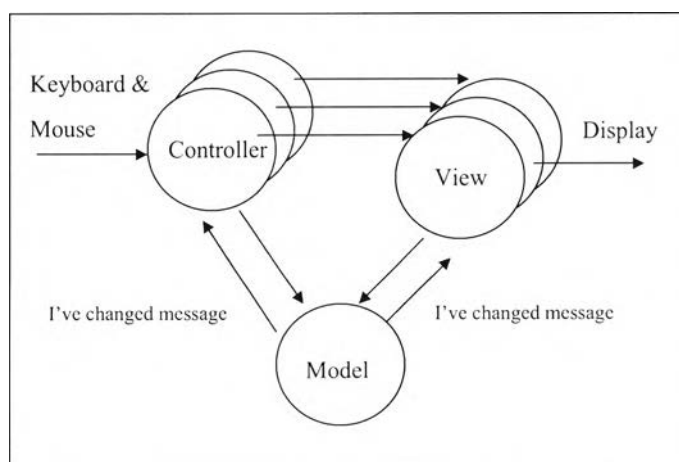 Keyboard &
Mouse
Controller
View
Display
I've changed message
I've changed message
Model